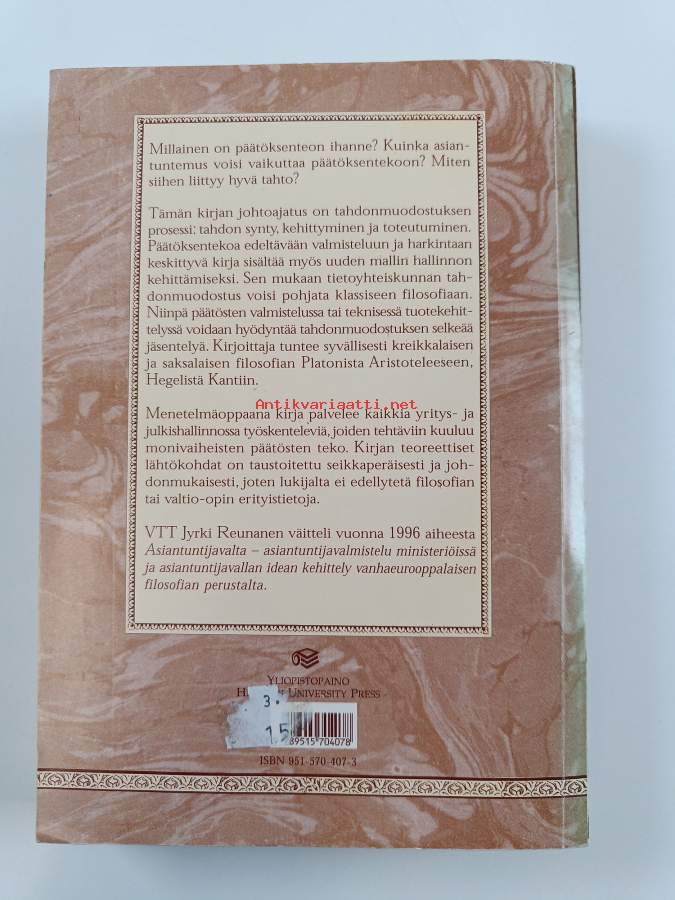 Millainen on päätöksenteon ihanne? Kuinka asian-
tuntemus voisi vaikuttaa päätöksentekoon? Miten
siihen liittyy hyvä tahto?
Tämän kirjan johtoajatus on tahdonmuodostuksen
prosessi: tahdon synty, kehittyminen ja toteutuminen.
Päätöksentekoa edeltävään valmisteluun ja harkintaan
keskittyvä kirja sisältää myös uuden mallin hallinnon
kehittämiseksi. Sen mukaan tietoyhteiskunnan tah-
donmuodostus voisi pohjata klassiseen filosofiaan.
Niinpä päätösten valmistelussa tai teknisessä tuotekehit-
telyssä voidaan hyödyntää tahdonmuodostuksen selkeää
jäsentelyä. Kirjoittaja tuntee syvällisesti kreikkalaisen
ja saksalaisen filosofian Platonista Aristoteleeseen,
Hegelistä Kantiin.
Antikvariaatti.net
Menetelmäoppaana kirja palvelee kaikkia yritys- ja
julkishallinnossa työskenteleviä, joiden tehtäviin kuuluu
monivaiheisten päätösten teko. Kirjan teoreettiset
lähtökohdat on taustoitettu seikkaperäisesti ja joh-
donmukaisesti, joten lukijalta ei edellytetä filosofian
tai valtio-opin erityistietoja.
VTT Jyrki Reunanen väitteli vuonna 1996 aiheesta
Asiantuntijavalta – asiantuntijavalmistelu ministeriöissä
ja asiantuntijavallan idean kehittely vanhaeurooppalaisen
filosofian perustalta.
Yliopistopaino
University Press
3.
15
89515 704078
ISBN 951-570-407-3